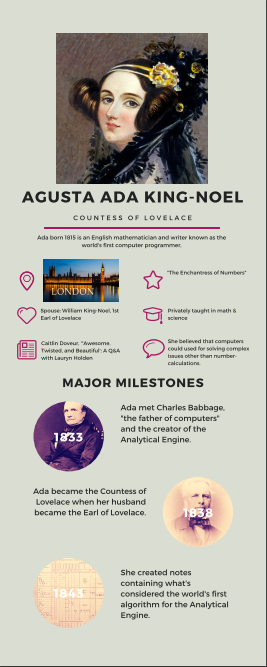 AGUSTA ADA KING-NOEL
COUNTESS OF LOVELACE
Ada born 1815 is an English mathematician and writer known as the
world's first computer programmer.
LONDON
"The Enchantress of Numbers"
Spouse: William King-Noel, 1st
Earl of Lovelace
Privately taught in math &
science
Caitlin Doveur. "Awesome,
Twisted, and Beautiful': A Q&A
with Lauryn Holden
She believed that computers
could used for solving complex
issues other than number-
calculations.
MAJOR MILESTONES
1833
Ada met Charles Babbage,
"the father of computers"
and the creator of the
Analytical Engine.
Ada became the Countess of
Lovelace when her husband
became the Earl of Lovelace.
1838
1843
She created notes
containing what's
considered the world's first
algorithm for the Analytical
Engine.